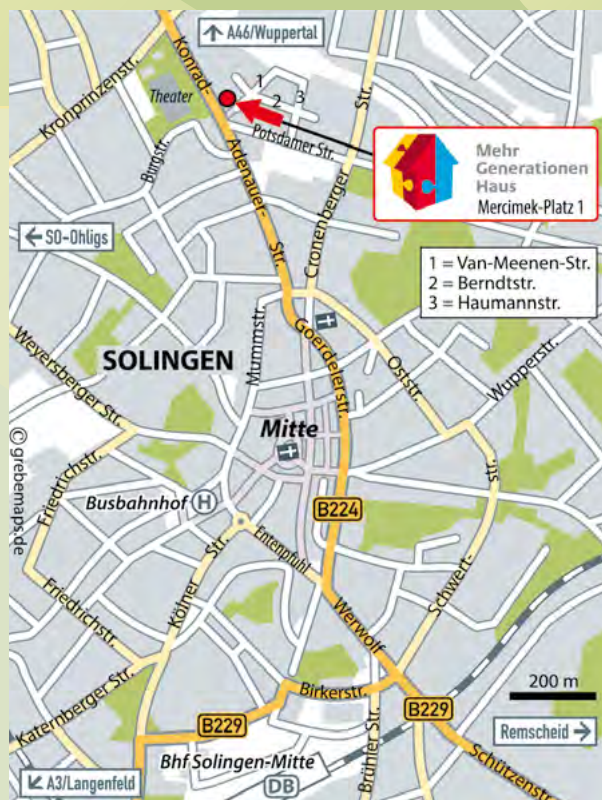 A46/Wuppertal
Konrad-
Adenauer-
Str.
Kronprinzenstr.
Theater
1
2
3
Str.
Cronenberger
Potsdamer Str.
Burgstr.
Mehr
Generationen
Haus
Mercimek-Platz 1
SO-Ohligs
1 = Van-Meenen-Str.
2 = Berndtstr.
3 = Haumannstr.
Mummstr.
Goerdelerstr.
Oststr.
Wupperstr.
SOLINGEN
Weyersberger Str.
Mitte
© grebemaps.de
Friedrichstr.
Busbahnhof
H
B224
Schwert-
str.
Entenpfuhl
Kölner
Str.
Friedrichstr.
Werwolf
Katernberger Str.
Birkerstr.
200 m
B229
B229
Remscheid
Brühler Str.
Schützenstr.
Bhf Solingen-Mitte
DB
A3/Langenfeld